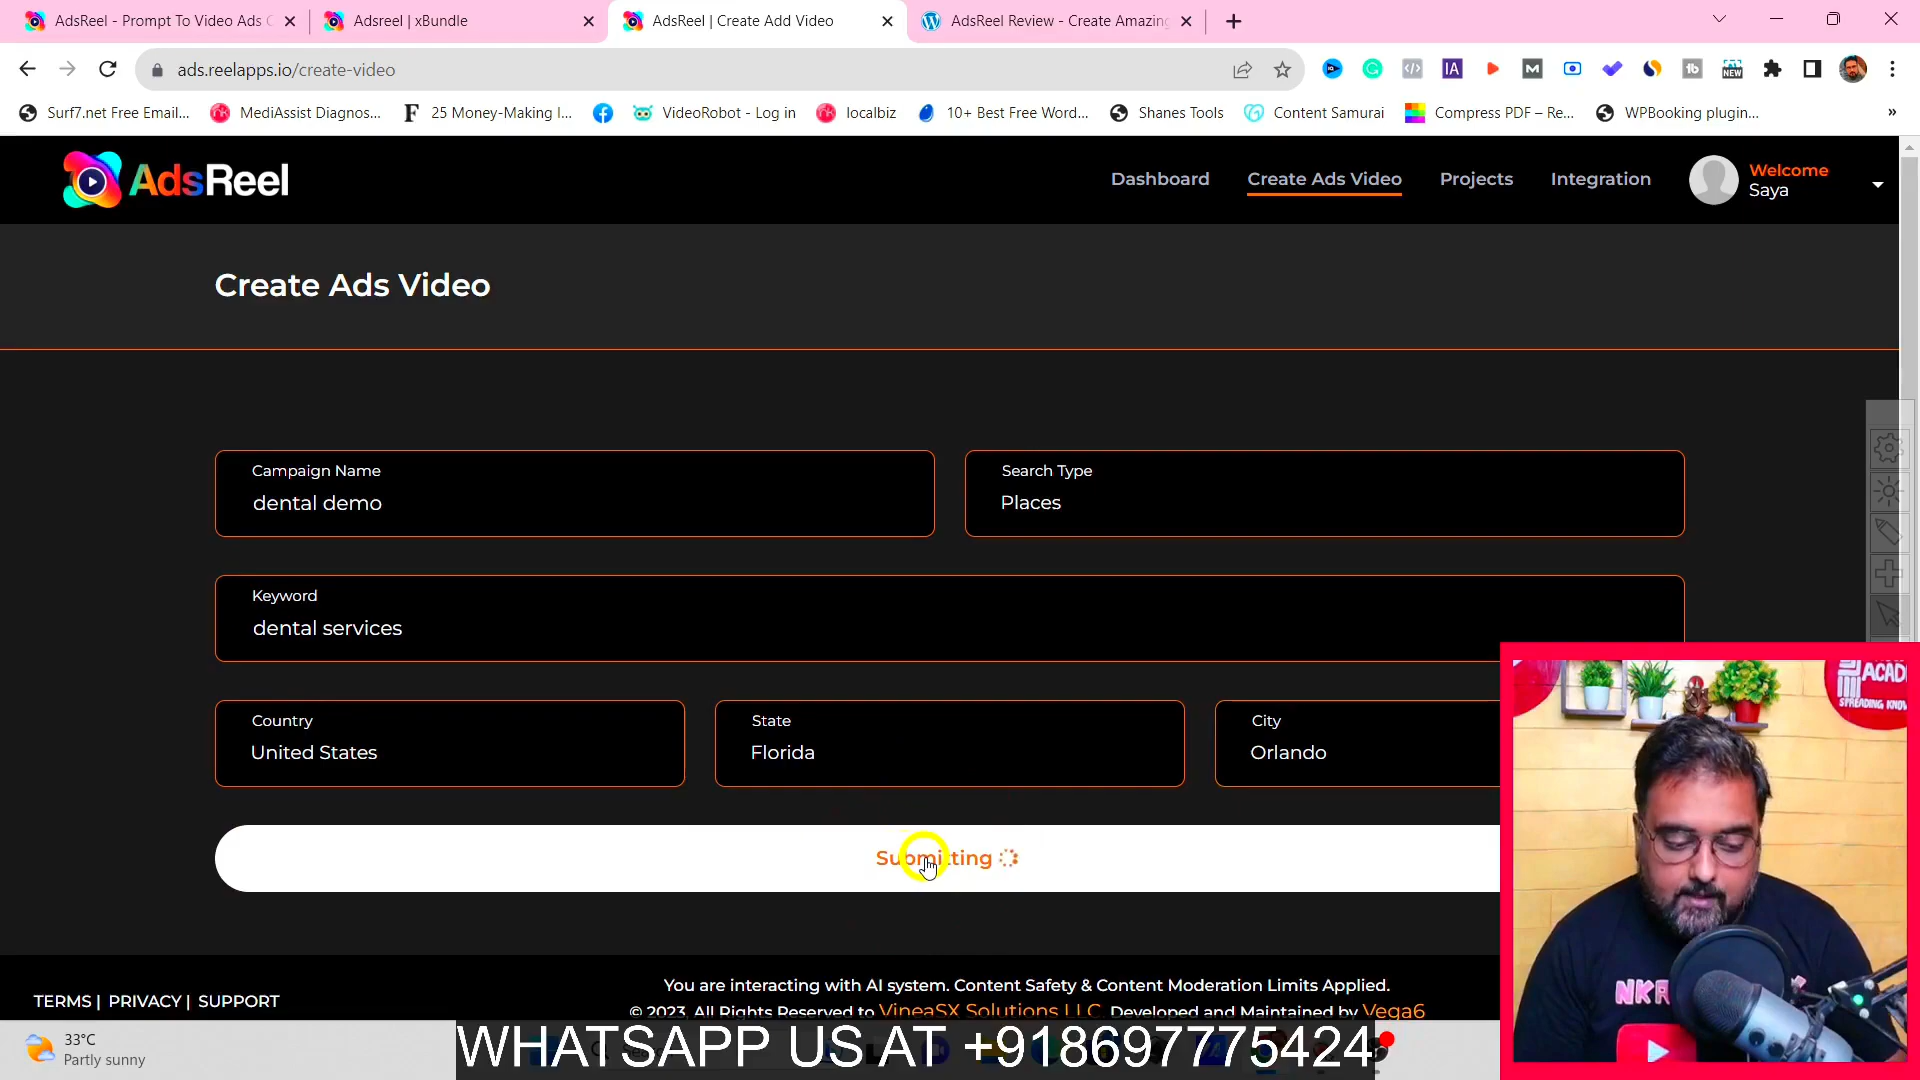 AdsReel - Prompt To Video Ads C
Adsreel | xBundle
AdsReel | Create Add Video
AdsReel Review - Create Amazing
ads.reelapps.io/create-video
Surf7.net Free Email...
MediAssist Diagnos...
25 Money-Making I...
VideoRobot - Log in
localbiz
10+ Best Free Word...
Shanes Tools
Content Samurai
Compress PDF – Re...
WPBooking plugin...
AdsReel
Dashboard
Create Ads Video
Projects
Integration
Welcome
Saya
Create Ads Video
Campaign Name
dental demo
Search Type
Places
Keyword
dental services
Country
United States
State
Florida
City
Orlando
Submitting
ACAD
SPREADING KNOW
NKR
TERMS | PRIVACY | SUPPORT
You are interacting with AI system. Content Safety & Content Moderation Limits Applied.
© 2023, All Rights Reserved to VineaSX Solutions LLC. Developed and Maintained by Vega6
33°C
Partly sunny
WHATSAPP US AT +918697775424